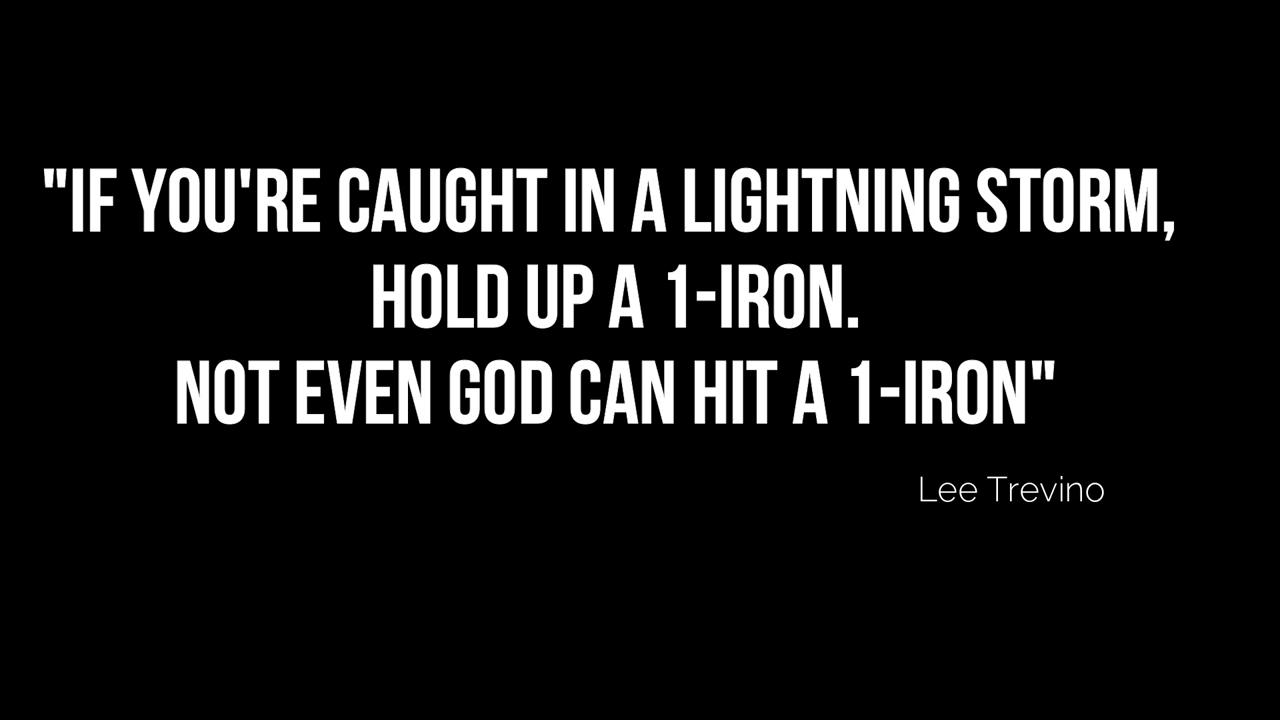 "IF YOU'RE CAUGHT IN A LIGHTNING STORM,
HOLD UP A 1-IRON.
NOT EVEN GOD CAN HIT A 1-IRON"
Lee Trevino